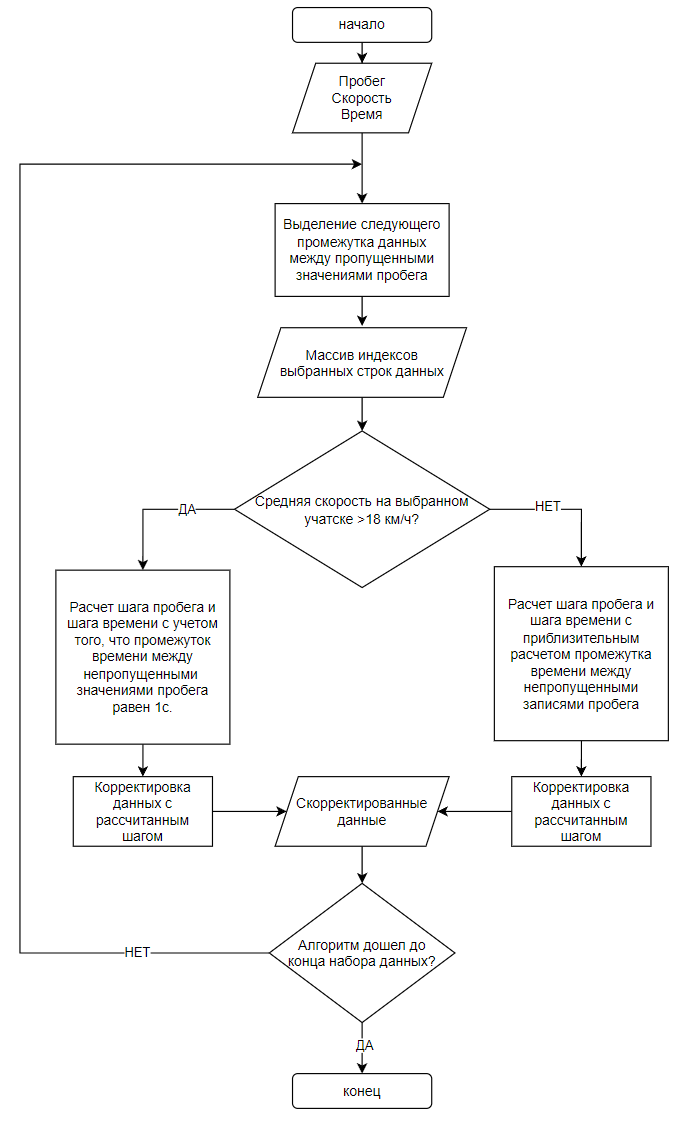 начало
Пробег
Скорость
Время
Выделение следующего
промежутка данных
между пропущенными
значениями пробега
Массив индексов
выбранных строк данных
Средняя скорость на выбранном
учатске >18 км/ч?
ДА
НЕТ
Расчет шага пробега и
шага времени с учетом
того, что промежуток
времени между
непропущенными
значениями пробега
равен 1с.
Расчет шага пробега и
шага времени с
приблизительным
расчетом промежутка
времени между
непропущенными
записями пробега
Корректировка
данных с
рассчитанным
шагом
Скорректированные
данные
Корректировка
данных с
рассчитанным
шагом
Алгоритм дошел до
конца набора данных?
НЕТ
ДА
конец